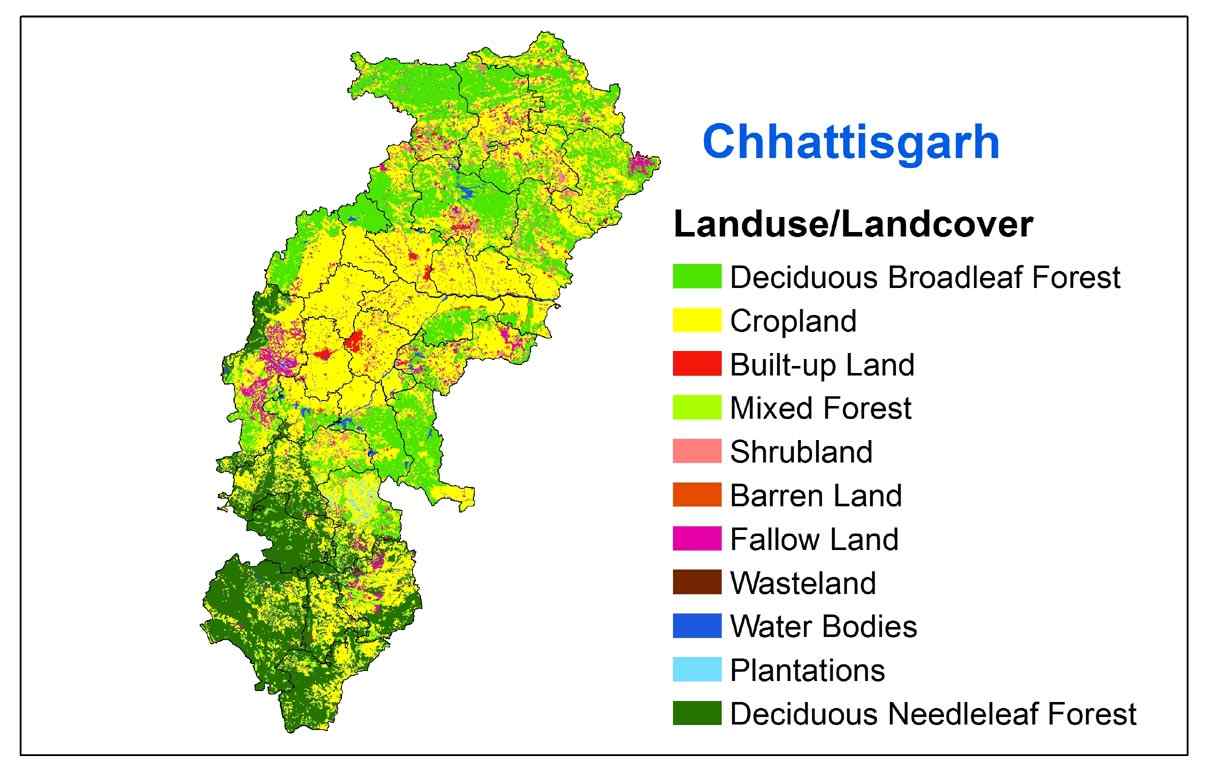 Chhattisgarh
Landuse/Landcover
Deciduous Broadleaf Forest
Cropland
Built-up Land
Mixed Forest
Shrubland
Barren Land
Fallow Land
Wasteland
Water Bodies
Plantations
Deciduous Needleleaf Forest